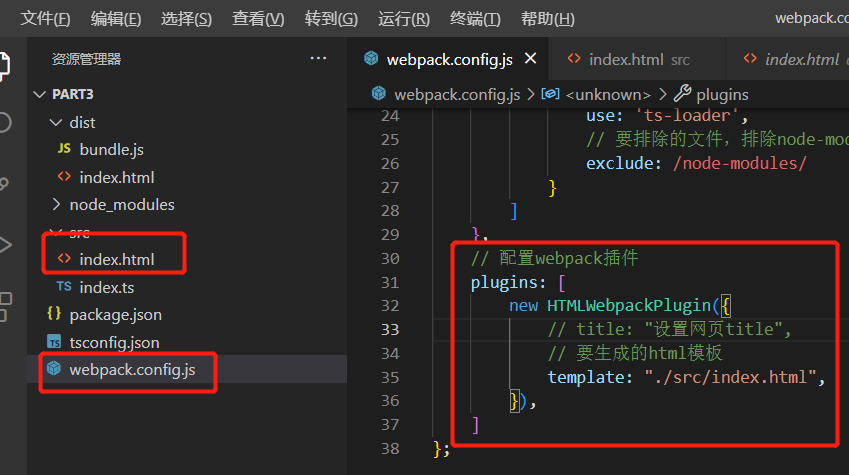 文件(F) 编辑(E) 选择(S) 查看(V) 转到(G) 运行(R) 终端(T) 帮助(H) webpack.co
资源管理器 ···
webpack.config.js × index.html src index.html
PART3
webpack.config.js > <unknown> > plugins
dist
bundle.js
index.html
node_modules
src
index.html
index.ts
package.json
tsconfig.json
webpack.config.js
24 use: 'ts-loader',
25 // 要排除的文件，排除node-mod
26 exclude: /node-modules/
27 }
28 ]
29 },
30 // 配置webpack插件
31 plugins: [
32 new HTMLWebpackPlugin({
33 // title: "设置网页title",
34 // 要生成的html模板
35 template: "./src/index.html",
36 }),
37 ]
38 };